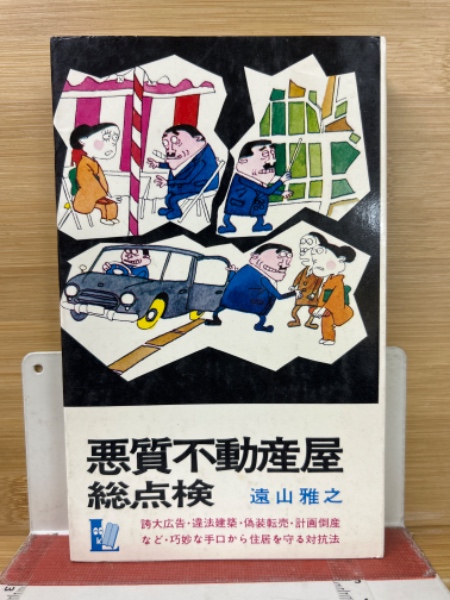 悪質不動産屋
総点検 遠山雅之
誇大広告・違法建築・偽装転売・計画倒産
など・巧妙な手口から住居を守る対抗法